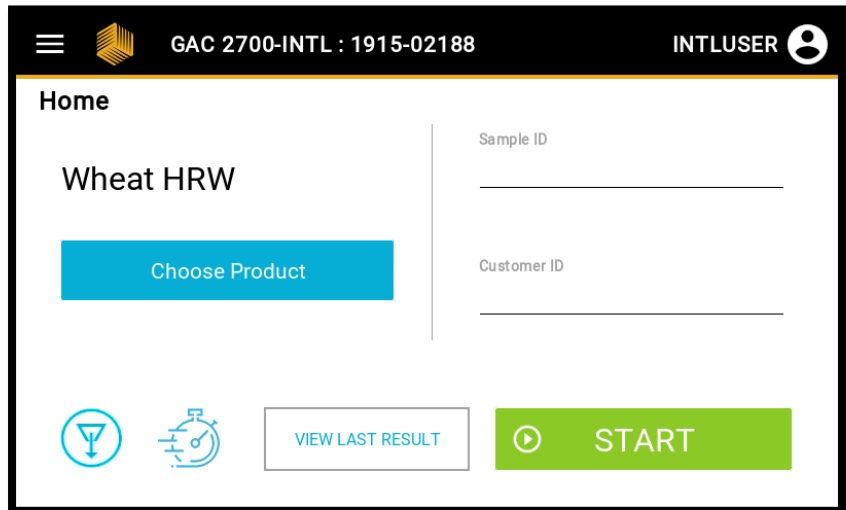 GAC 2700-INTL : 1915-02188
INTLUSER
Home
Wheat HRW
Choose Product
Sample ID
Customer ID
VIEW LAST RESULT
START